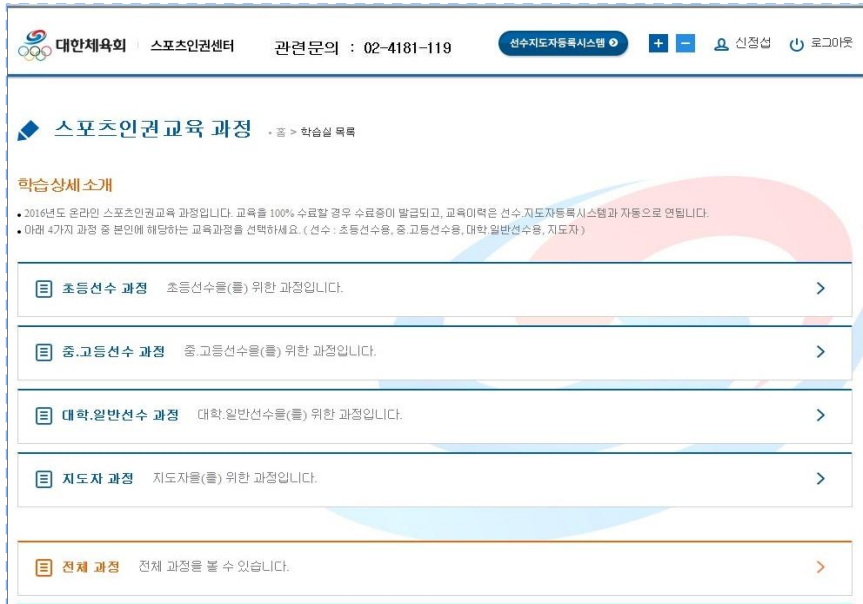 대한체육회 스포츠인권센터 관련문의 : 02-4181-119 선수지도자등록시스템 + - 신정섭 로그아웃
스포츠인권교육 과정 • 홈 > 학습실 목록
학습상세소개
• 2016년도 온라인 스포츠인권교육 과정입니다. 교육을 100% 수료할 경우 수료증이 발급되고, 교육이력은 선수.지도자등록시스템과 자동으로 연됩니다.
• 아래 4가지 과정 중 본인에 해당하는 교육과정을 선택하세요. ( 선수 : 초등선수용, 중.고등선수용, 대학.일반선수용, 지도자 )
초등선수 과정 초등선수을(를) 위한 과정입니다.
중.고등선수 과정 중.고등선수을(를) 위한 과정입니다.
대학.일반선수 과정 대학.일반선수을(를) 위한 과정입니다.
지도자 과정 지도자을(를) 위한 과정입니다.
전체 과정 전체 과정을 볼 수 있습니다.